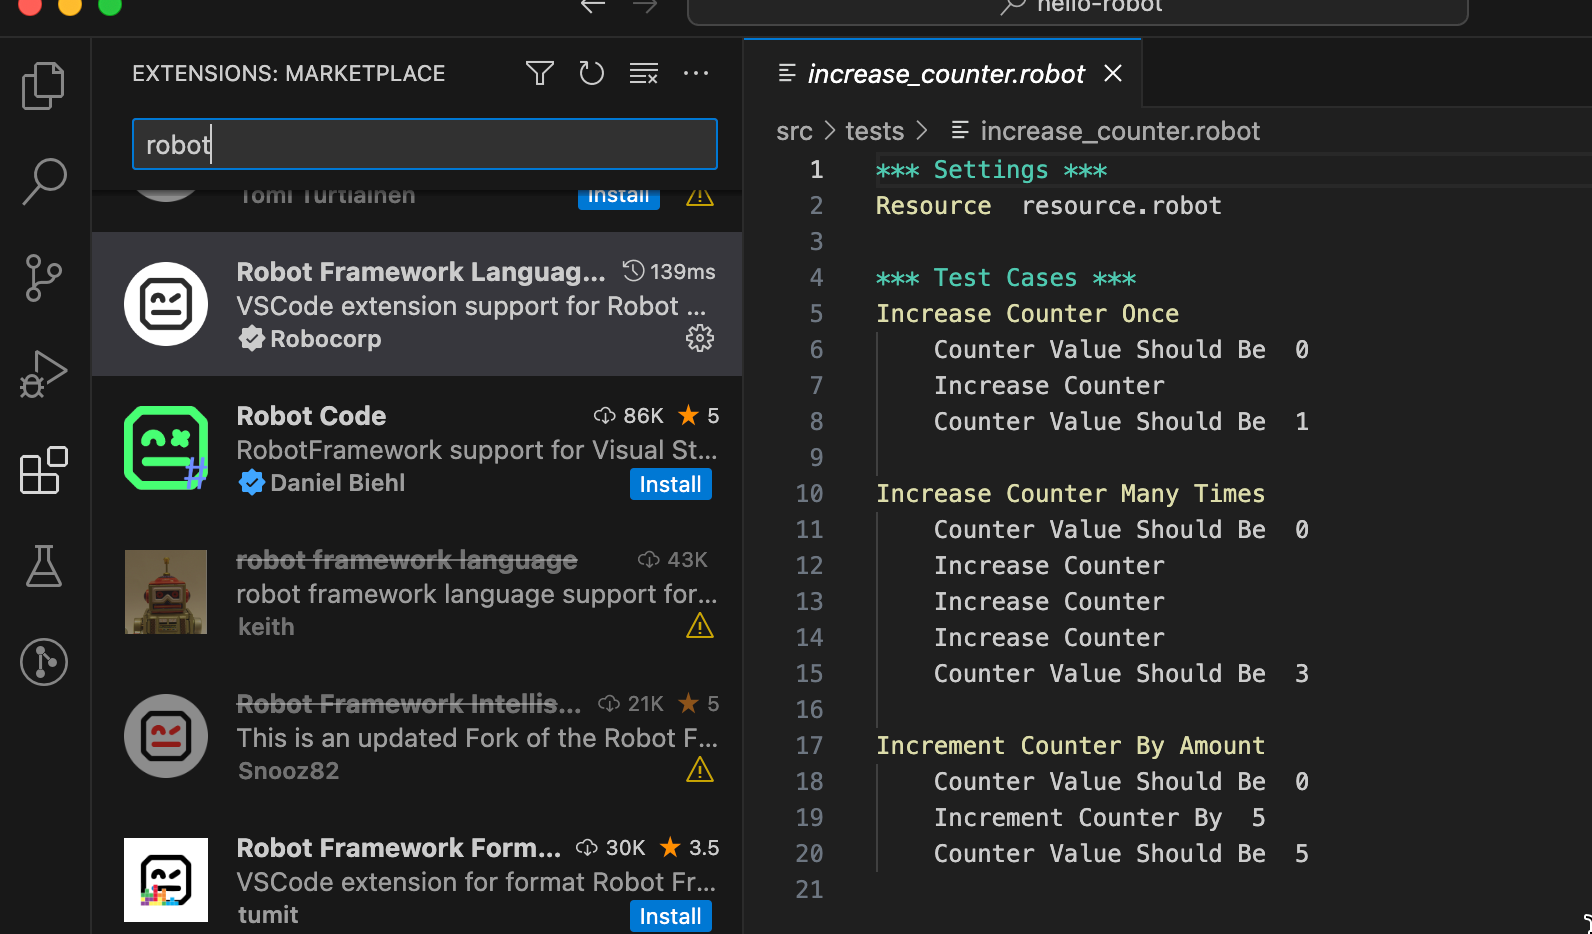 hello-robot
EXTENSIONS: MARKETPLACE
robot
Tomi Turtiainen
Install
Robot Framework Languag... 139ms
VSCode extension support for Robot ...
Robocorp
Robot Code 86K 5
RobotFramework support for Visual St...
Daniel Biehl
Install
robot framework language 43K
robot framework language support for...
keith
Robot Framework Intellis... 21K 5
This is an updated Fork of the Robot F...
Snooz82
Robot Framework Form... 30K 3.5
VSCode extension for format Robot Fr...
tumit
Install
increase_counter.robot
src > tests > increase_counter.robot
1 *** Settings ***
2 Resource  resource.robot
3
4 *** Test Cases ***
5 Increase Counter Once
6     Counter Value Should Be  0
7     Increase Counter
8     Counter Value Should Be  1
9
10 Increase Counter Many Times
11     Counter Value Should Be  0
12     Increase Counter
13     Increase Counter
14     Increase Counter
15     Counter Value Should Be  3
16
17 Increment Counter By Amount
18     Counter Value Should Be  0
19     Increment Counter By  5
20     Counter Value Should Be  5
21